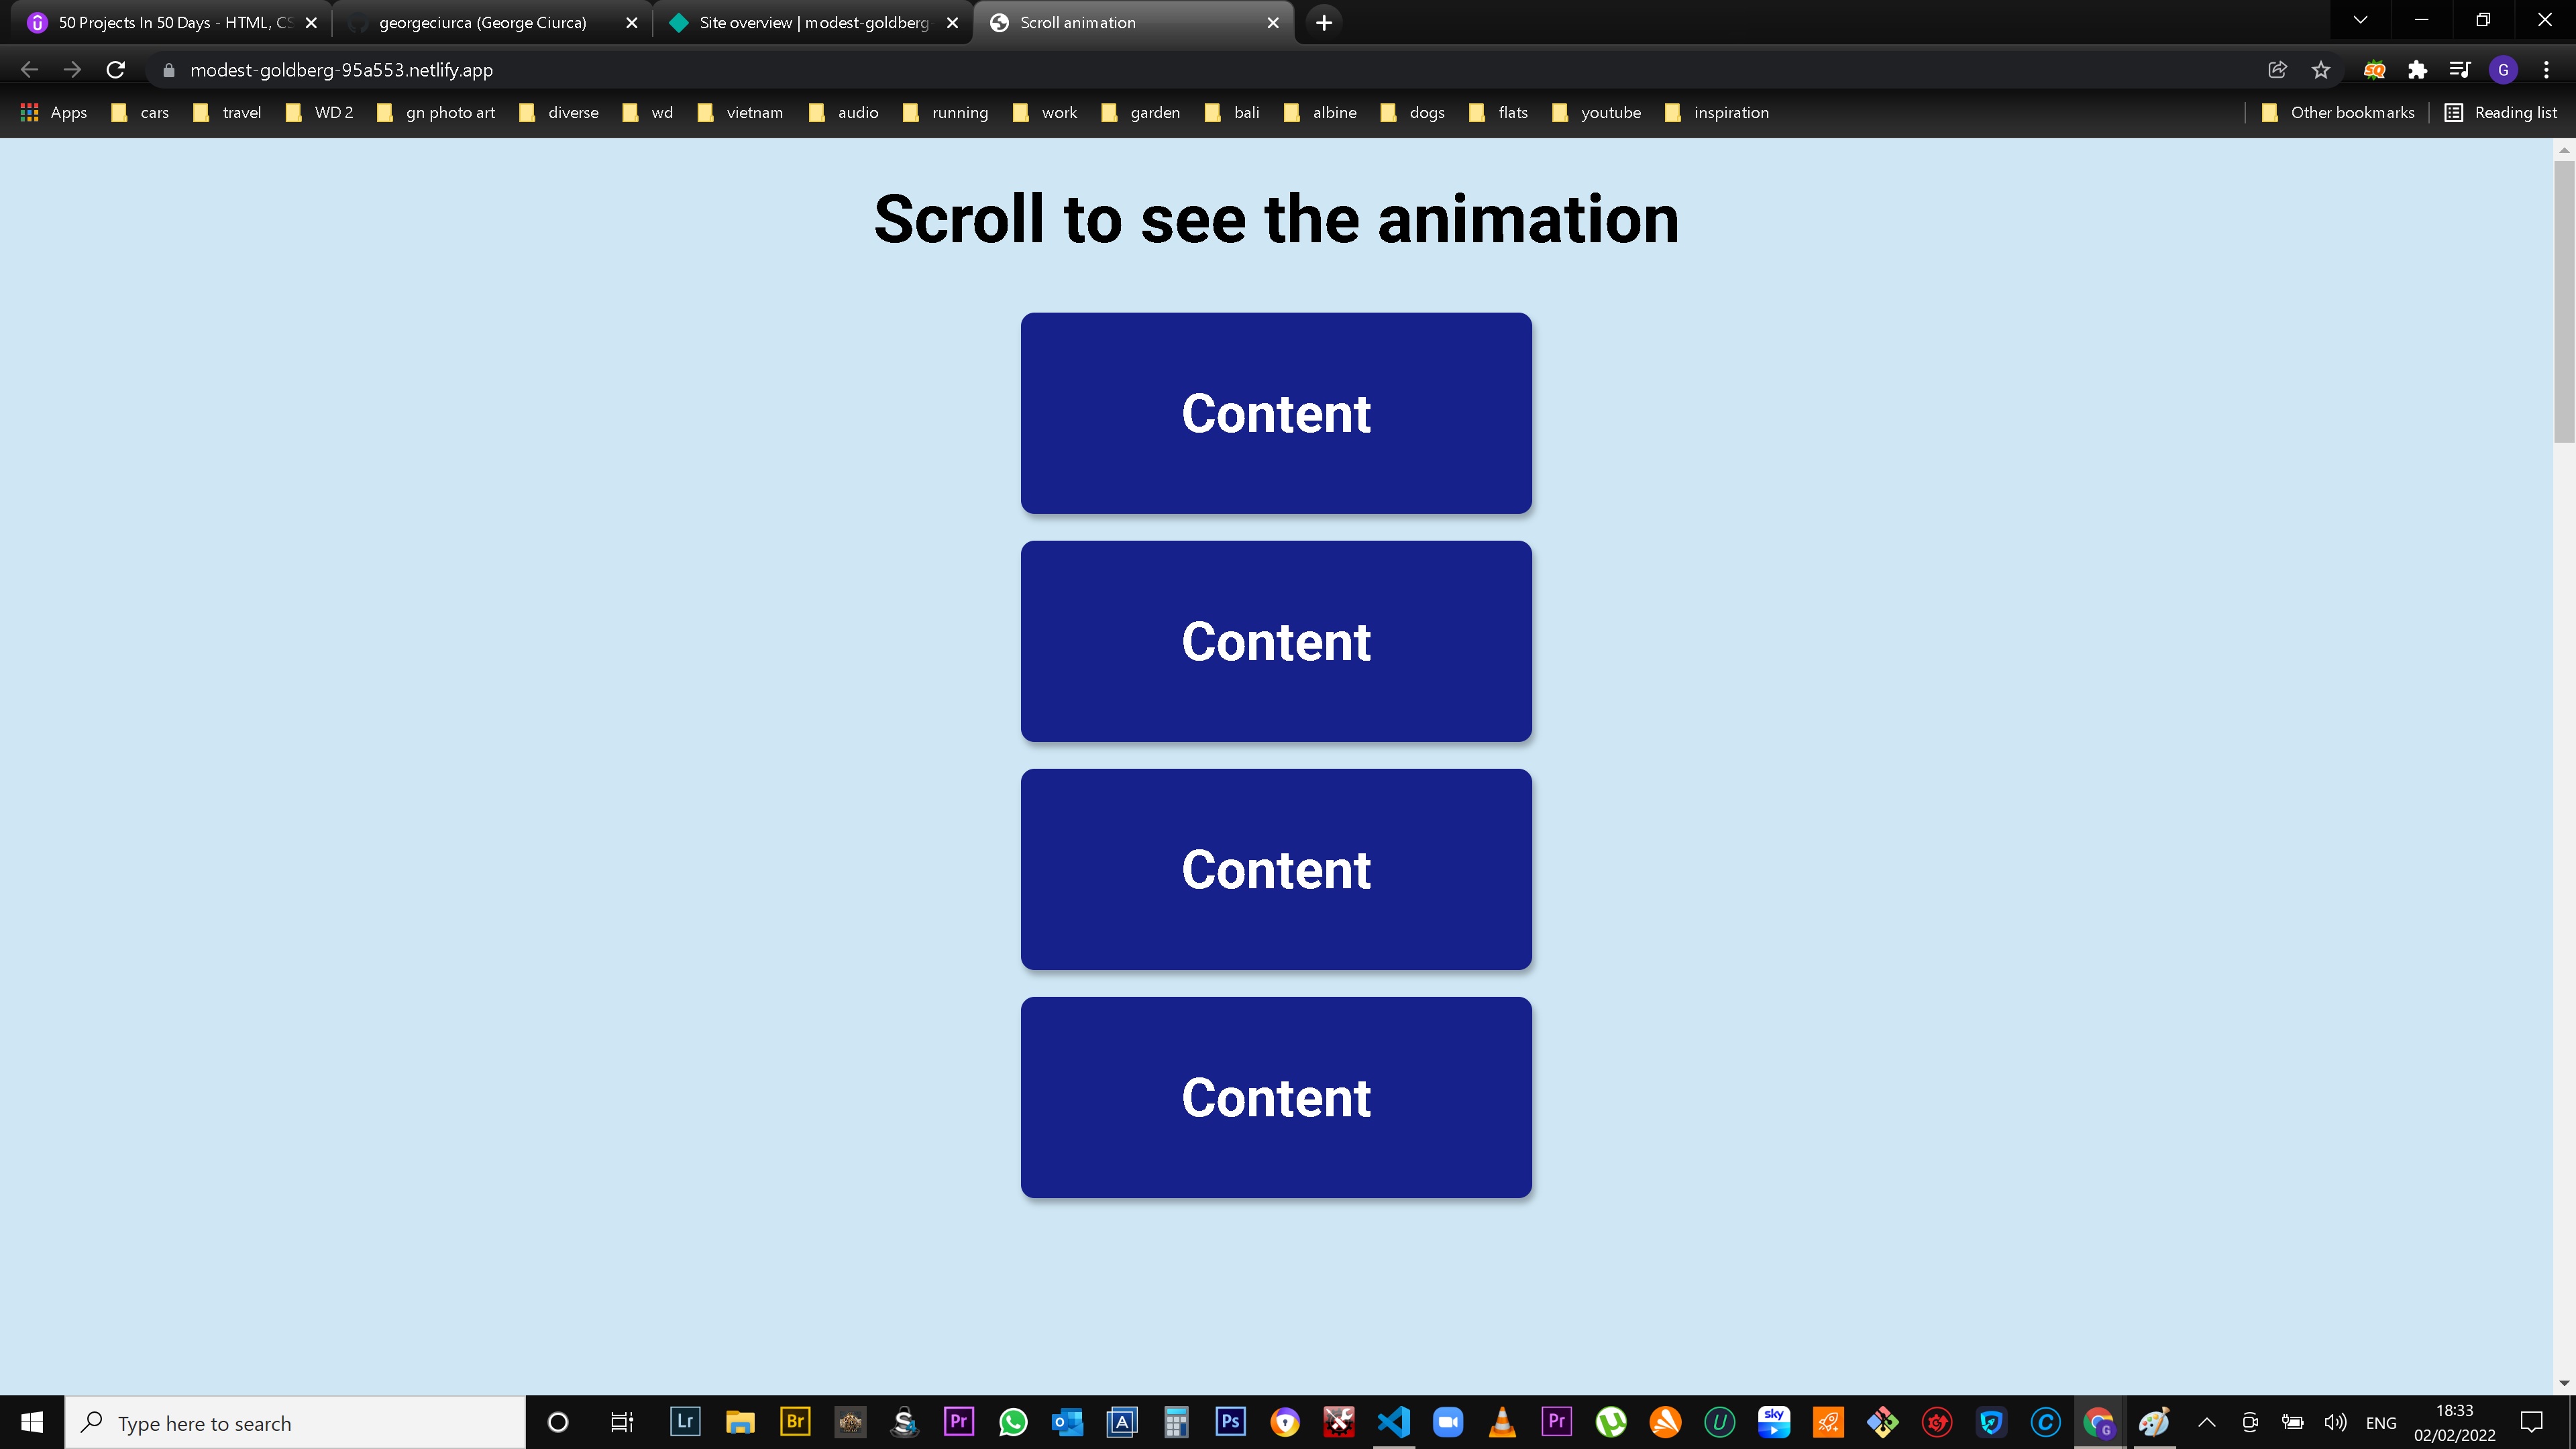 50 Projects In 50 Days - HTML, CS
georgeciurca (George Ciurca)
Site overview | modest-goldberg
Scroll animation
modest-goldberg-95a553.netlify.app
SQ
G
Apps
cars
travel
WD 2
gn photo art
diverse
wd
vietnam
audio
running
work
garden
bali
albine
dogs
flats
youtube
inspiration
Other bookmarks
Reading list
Scroll to see the animation
Content
Content
Content
Content
Type here to search
Lr
Br
Pr
Ps
Pr
sky
ENG
18:33
02/02/2022